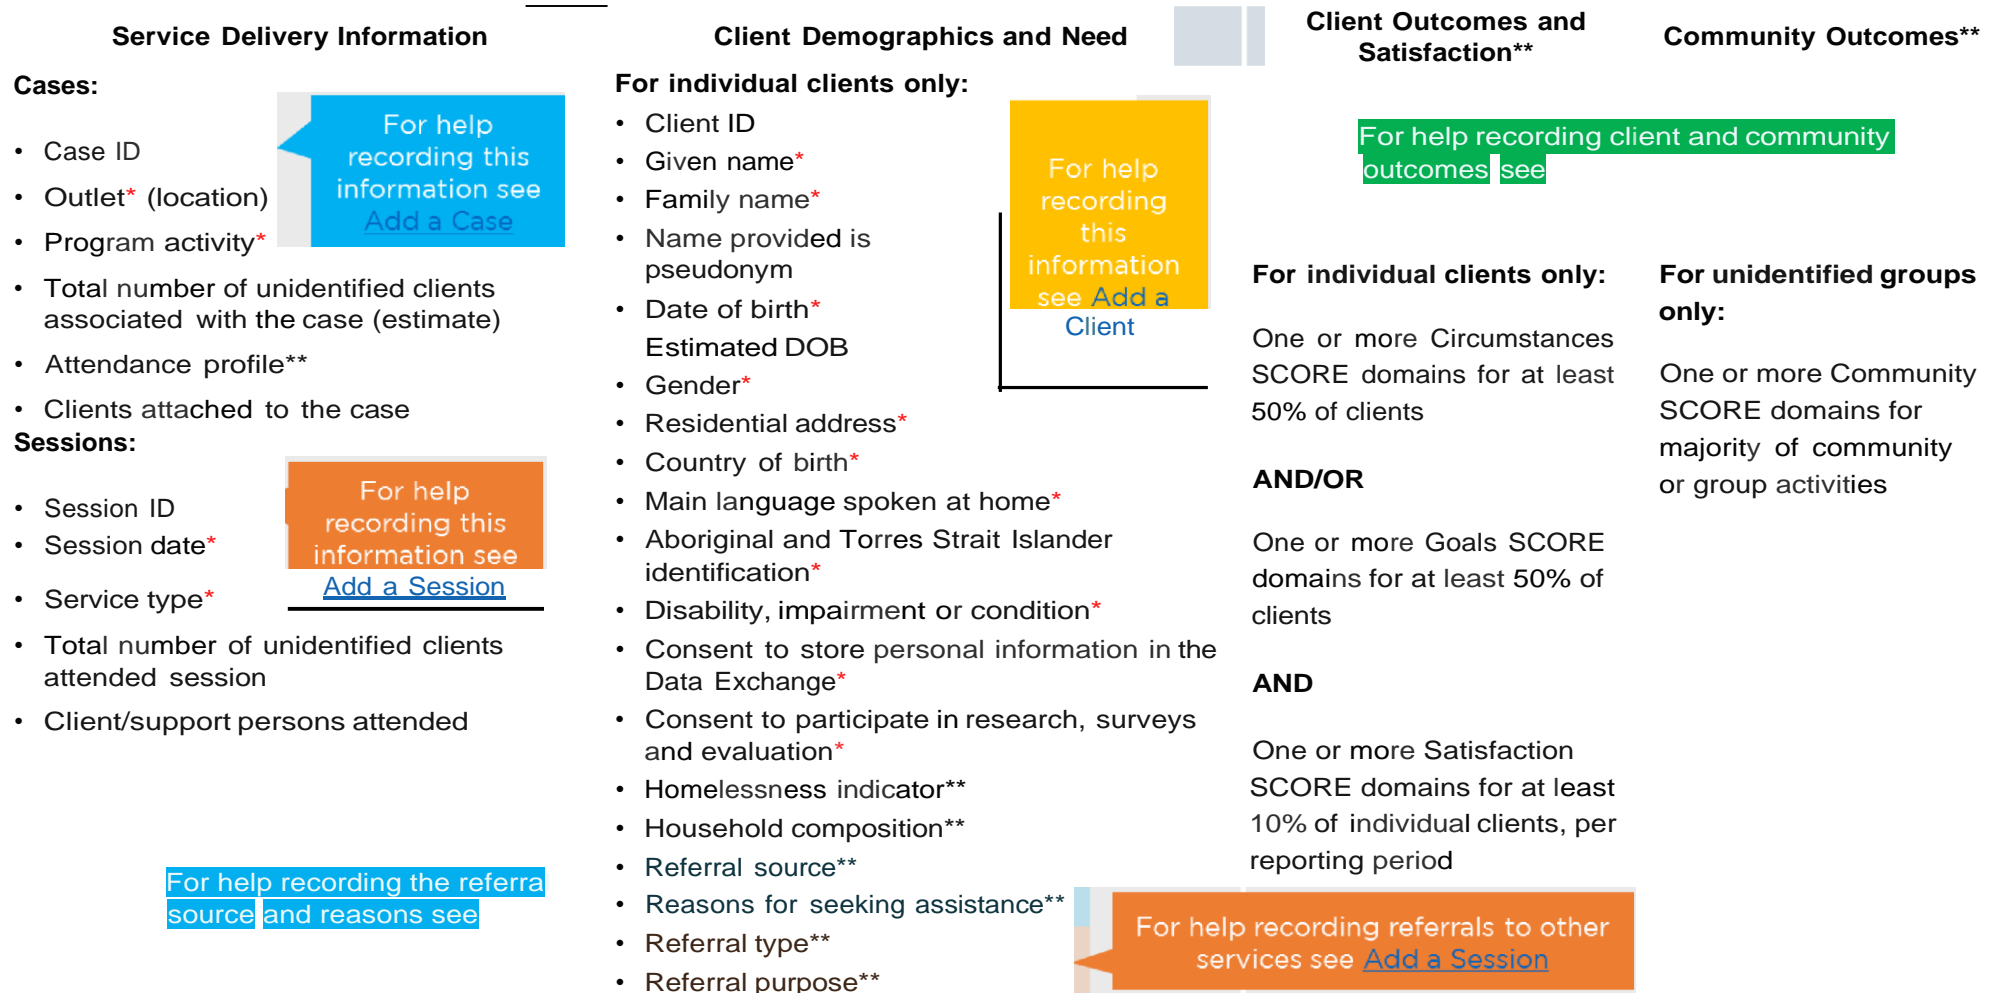 Service Delivery Information
Cases:
• Case ID
• Outlet* (location)
• Program activity*
• Total number of unidentified clients
associated with the case (estimate)
• Attendance profile**
• Clients attached to the case
For help
recording this
information see
Add a Case
Sessions:
• Session ID
• Session date*
• Service type*
• Total number of unidentified clients
attended session
• Client/support persons attended
For help
recording this
information see
Add a Session
For help recording the referra
source and reasons see
Client Demographics and Need
For individual clients only:
• Client ID
• Given name*
• Family name*
• Name provided is
pseudonym
• Date of birth*
Estimated DOB
• Gender*
• Residential address*
• Country of birth*
• Main language spoken at home*
• Aboriginal and Torres Strait Islander
identification*
• Disability, impairment or condition*
• Consent to store personal information in the
Data Exchange*
• Consent to participate in research, surveys
and evaluation*
• Homelessness indicator**
• Household composition**
• Referral source**
• Reasons for seeking assistance**
• Referral type**
• Referral purpose**
For help
recording
this
information
see Add a
Client
Client Outcomes and
Satisfaction**
Community Outcomes**
For help recording client and community
outcomes see
For individual clients only:
One or more Circumstances
SCORE domains for at least
50% of clients
AND/OR
One or more Goals SCORE
domains for at least 50% of
clients
AND
One or more Satisfaction
SCORE domains for at least
10% of individual clients, per
reporting period
For unidentified groups
only:
One or more Community
SCORE domains for
majority of community
or group activities
For help recording referrals to other
services see Add a Session